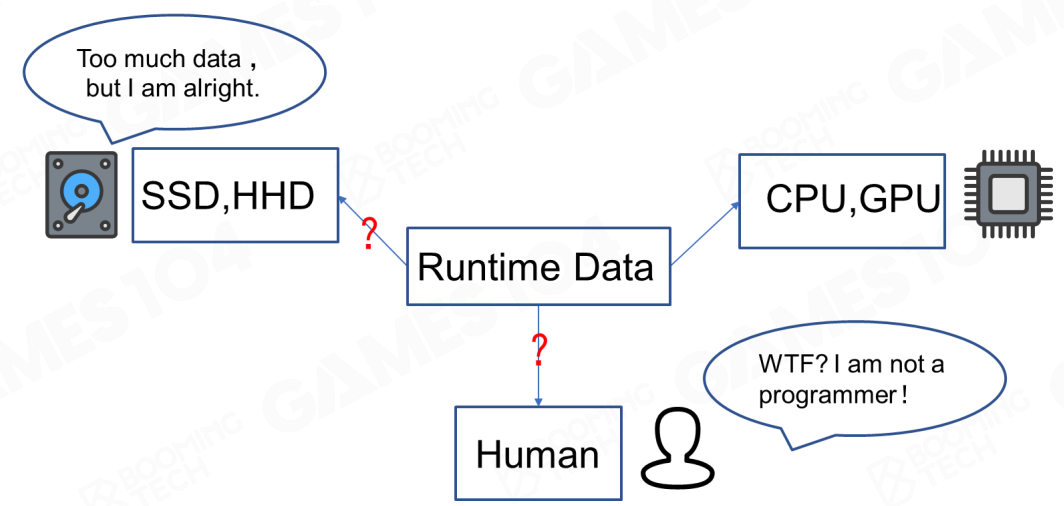 Too much data，
but I am alright.
SSD,HHD
CPU,GPU
?
Runtime Data
?
WTF? I am not a
programmer！
Human
GAMES104
BOOMING
TECH